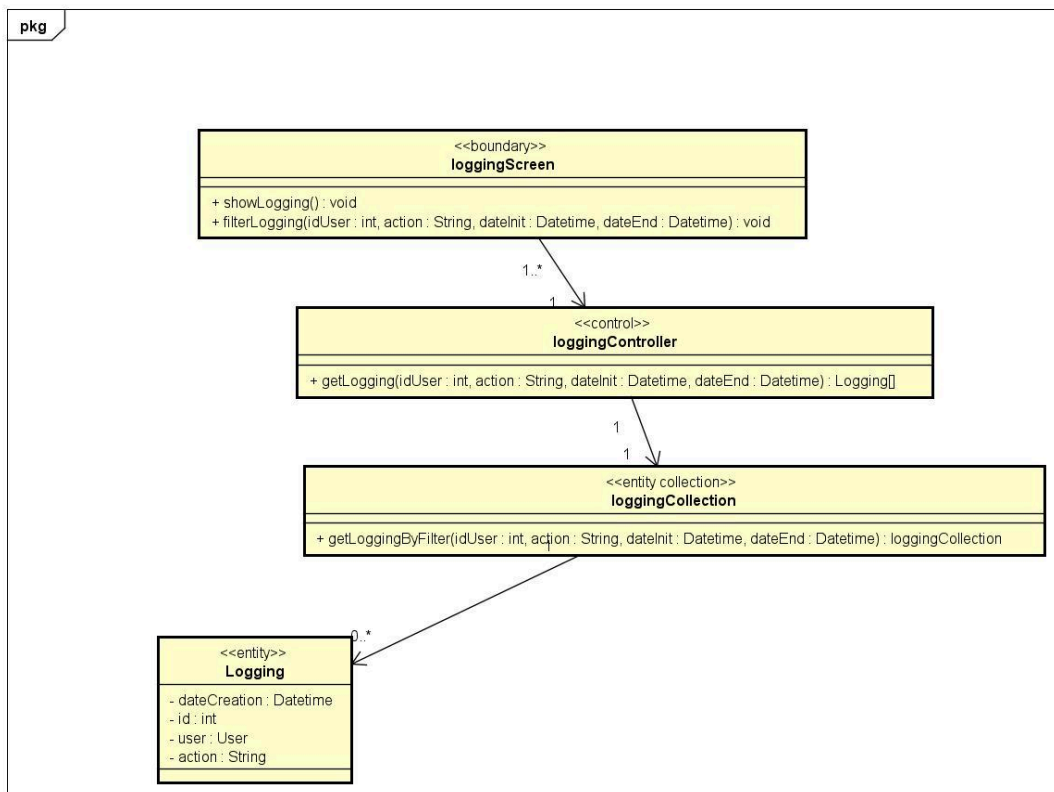 pkg
<<boundary>>
loggingScreen
+ showLogging() : void
+ filterLogging(idUser : int, action : String, dateInit : Datetime, dateEnd : Datetime) : void
1..*
1
<<control>>
loggingController
+ getLogging(idUser : int, action : String, dateInit : Datetime, dateEnd : Datetime) : Logging[]
1
1
<<entity collection>>
loggingCollection
+ getLoggingByFilter(idUser : int, action : String, dateInit : Datetime, dateEnd : Datetime) : loggingCollection
1
0..*
<<entity>>
Logging
- dateCreation : Datetime
- id : int
- user : User
- action : String